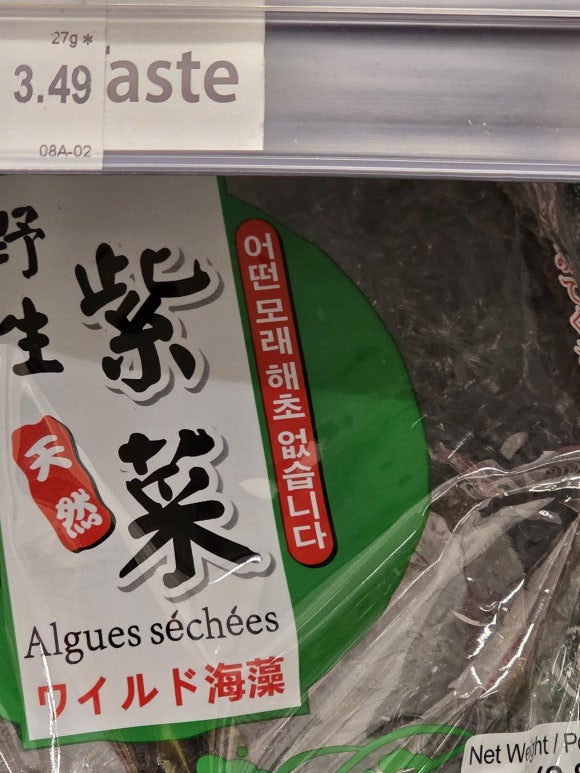 27g *
3.49
aste
08A-02
野生
紫菜
天然
어떤모래해초없습니다
Algues séchées
ワイルド海藻
Net Weight / P